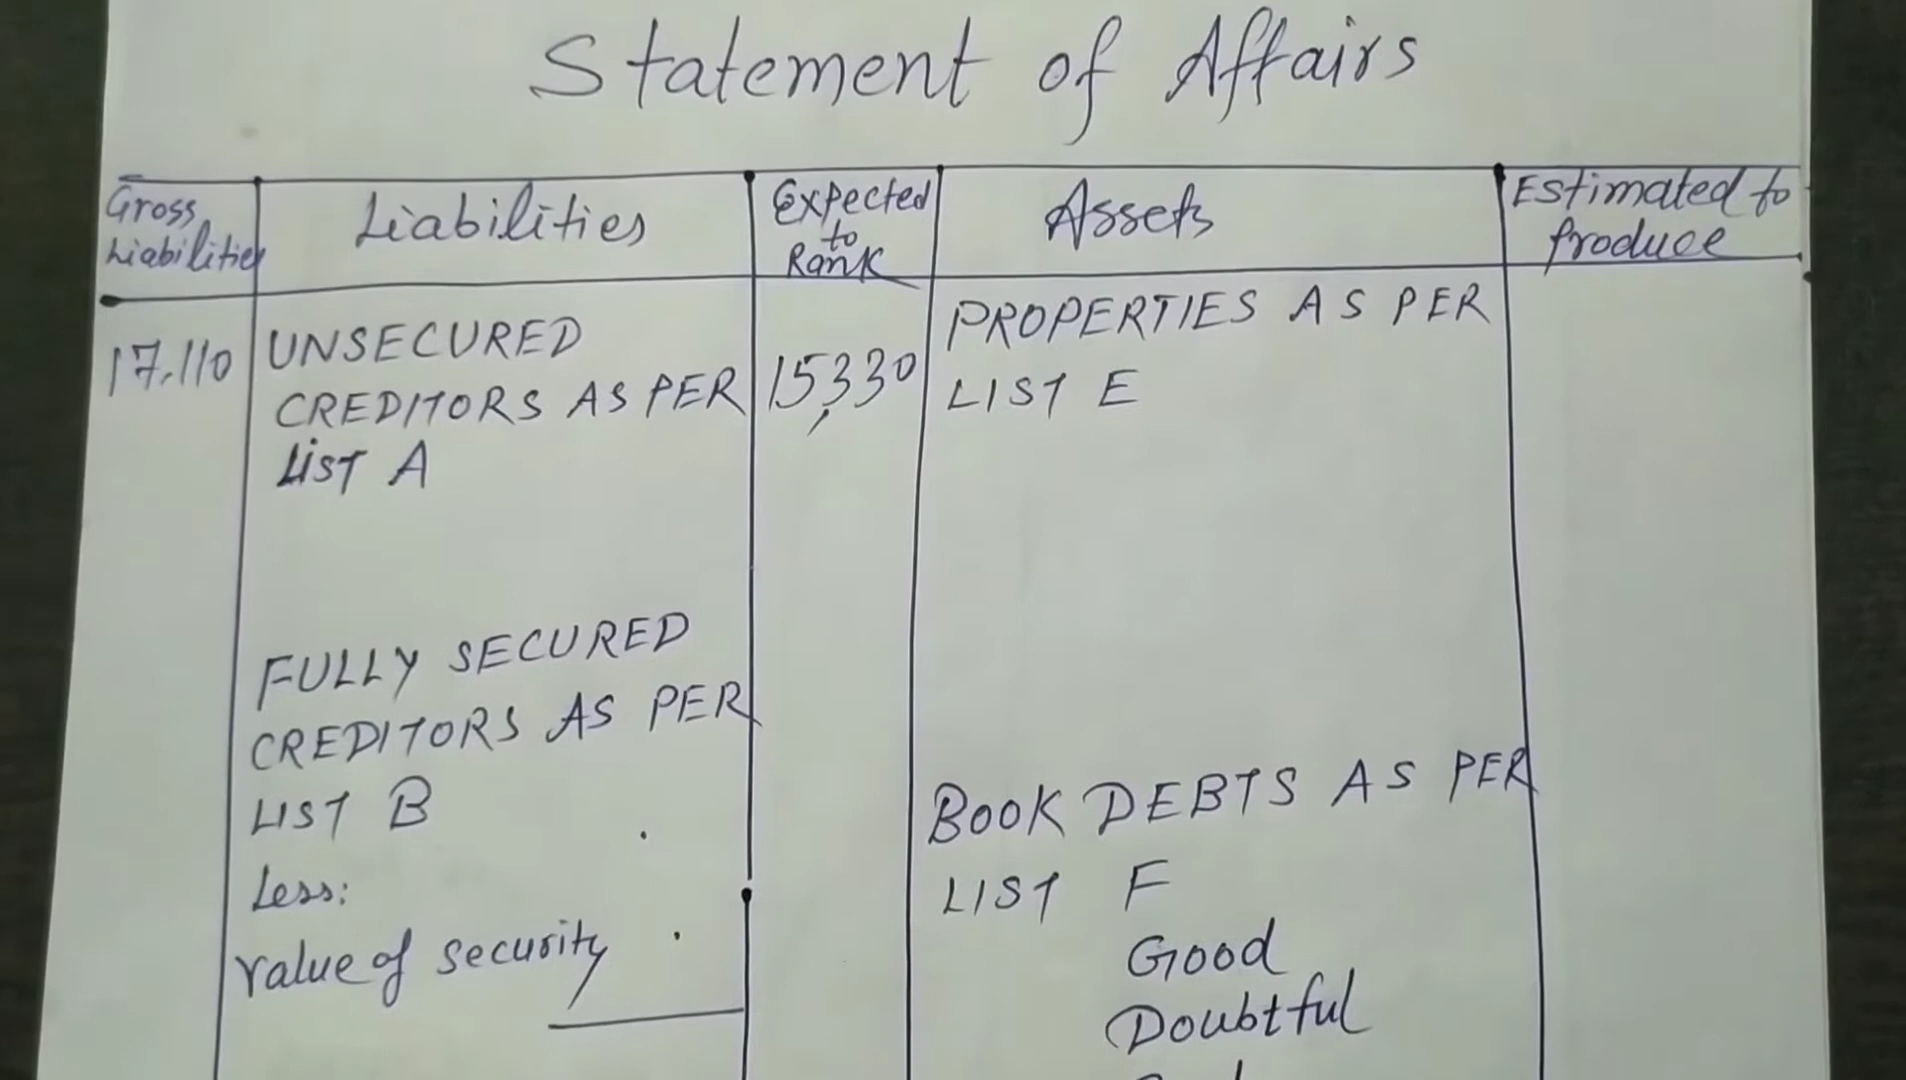 Statement of Affairs
Gross
Liabilities
Liabilities
Expected
to
Rank
Assets
Estimated to
Produce
17,110
UNSECURED
CREDITORS AS PER
LIST A
15,330
PROPERTIES AS PER
LIST E
FULLY SECURED
CREDITORS AS PER
LIST B
Less:
value of security
BOOK DEBTS AS PER
LIST F
Good
Doubtful